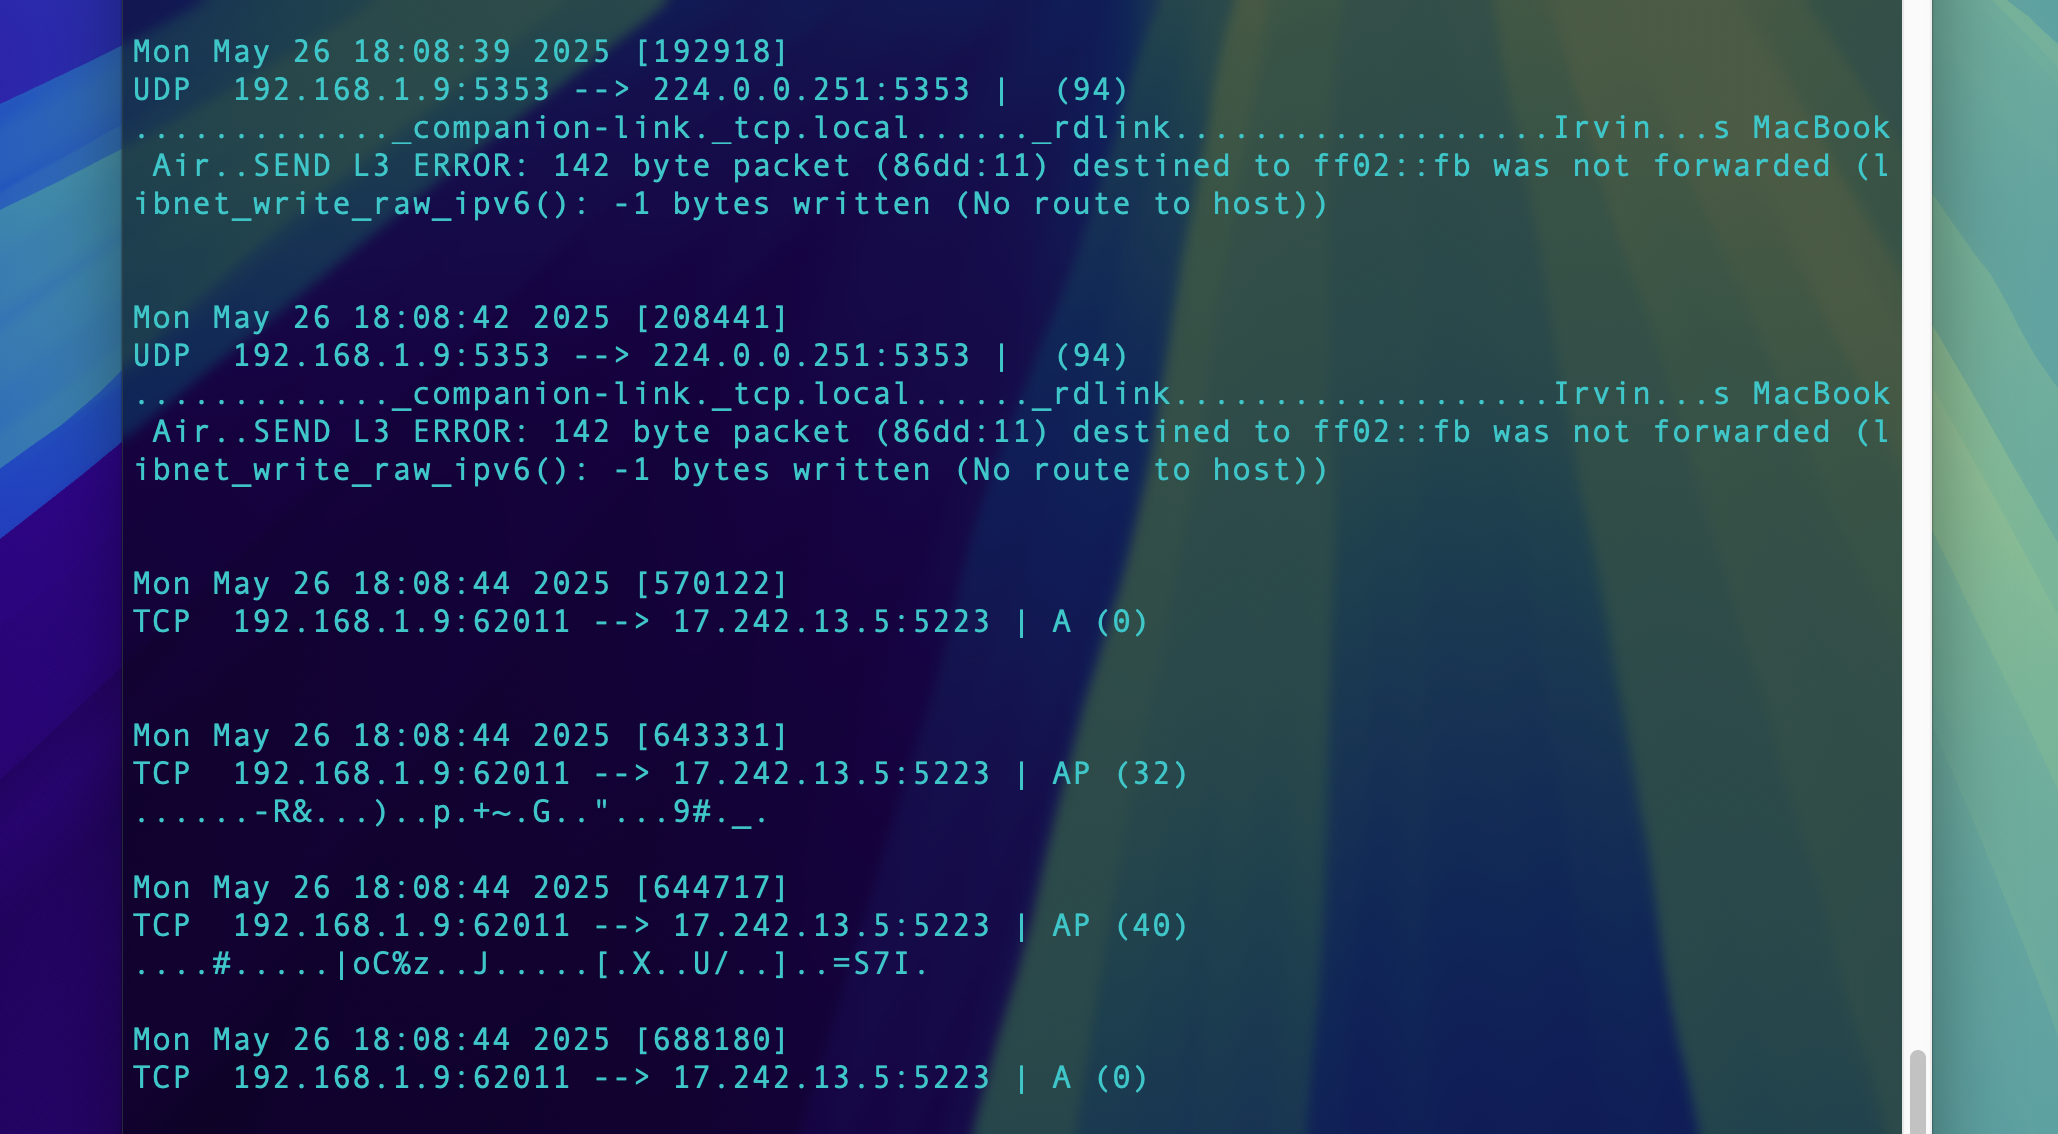 Mon May 26 18:08:39 2025 [192918]
UDP  192.168.1.9:5353 --> 224.0.0.251:5353 |  (94)
............._companion-link._tcp.local......_rdlink...................Irvin...s MacBook
 Air..SEND L3 ERROR: 142 byte packet (86dd:11) destined to ff02::fb was not forwarded (l
ibnet_write_raw_ipv6(): -1 bytes written (No route to host))
Mon May 26 18:08:42 2025 [208441]
UDP  192.168.1.9:5353 --> 224.0.0.251:5353 |  (94)
............._companion-link._tcp.local......_rdlink...................Irvin...s MacBook
 Air..SEND L3 ERROR: 142 byte packet (86dd:11) destined to ff02::fb was not forwarded (l
ibnet_write_raw_ipv6(): -1 bytes written (No route to host))
Mon May 26 18:08:44 2025 [570122]
TCP  192.168.1.9:62011 --> 17.242.13.5:5223 | A (0)
Mon May 26 18:08:44 2025 [643331]
TCP  192.168.1.9:62011 --> 17.242.13.5:5223 | AP (32)
......-R&...)..p.+~.G.."...9#._.
Mon May 26 18:08:44 2025 [644717]
TCP  192.168.1.9:62011 --> 17.242.13.5:5223 | AP (40)
....#.....|oC%z..J.....[.X..U/..]..=S7I.
Mon May 26 18:08:44 2025 [688180]
TCP  192.168.1.9:62011 --> 17.242.13.5:5223 | A (0)